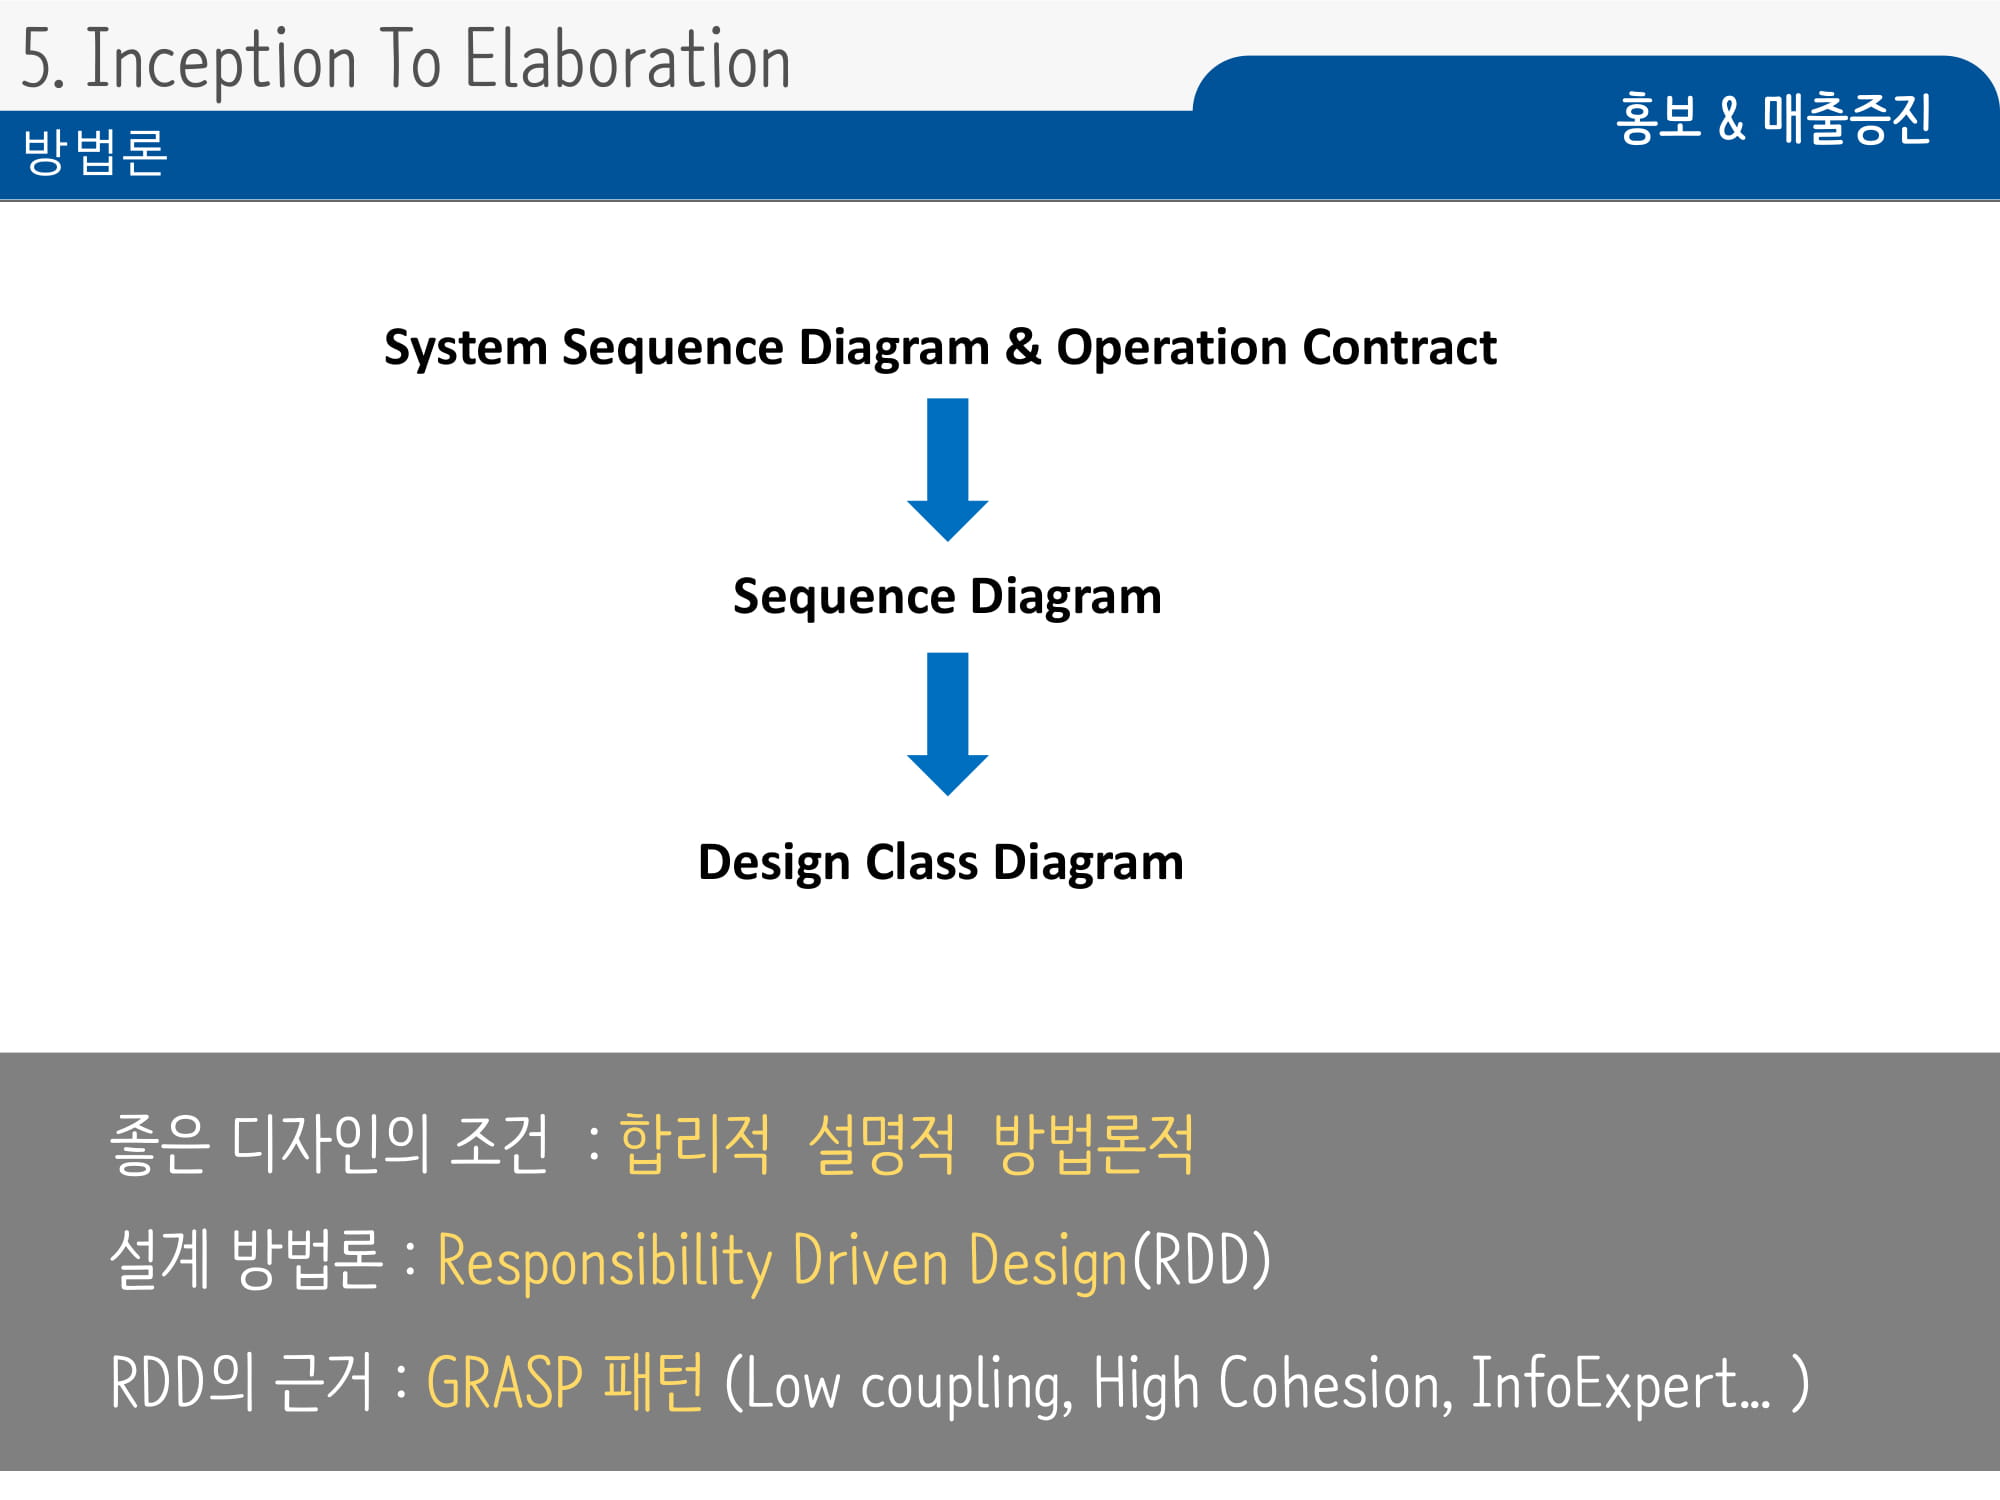 5. Inception To Elaboration
홍보 & 매출증진
방법론
System Sequence Diagram & Operation Contract
Sequence Diagram
Design Class Diagram
좋은 디자인의 조건 : 합리적 설명적 방법론적
설계 방법론 : Responsibility Driven Design(RDD)
RDD의 근거 : GRASP 패턴 (Low coupling, High Cohesion, InfoExpert... )